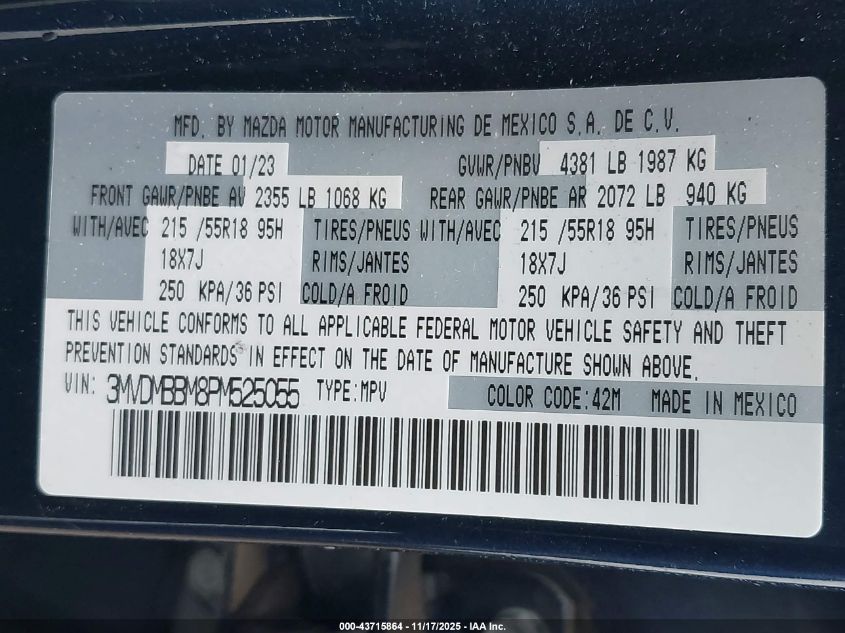 MFD. BY MAZDA MOTOR MANUFACTURING DE MEXICO S.A. DE C.V.
DATE 01/23 GVWR/PNBV 4381 LB 1987 KG
FRONT GAWR/PNBE AV 2355 LB 1068 KG REAR GAWR/PNBE AR 2072 LB 940 KG
WITH/AVEC 215 /55R18 95H TIRES/PNEUS WITH/AVEC 215 /55R18 95H TIRES/PNEUS
18X7J RIMS/JANTES 18X7J RIMS/JANTES
250 KPA/36 PSI COLD/A FROID 250 KPA/36 PSI COLD/A FROID
THIS VEHICLE CONFORMS TO ALL APPLICABLE FEDERAL MOTOR VEHICLE SAFETY AND THEFT
PREVENTION STANDARDS IN EFFECT ON THE DATE OF MANUFACTURE SHOWN ABOVE.
VIN: 3MVDMBBM8PM525055 TYPE:MPV COLOR CODE:42M MADE IN MEXICO
000-43715864 - 11/17/2025 - IAA Inc.